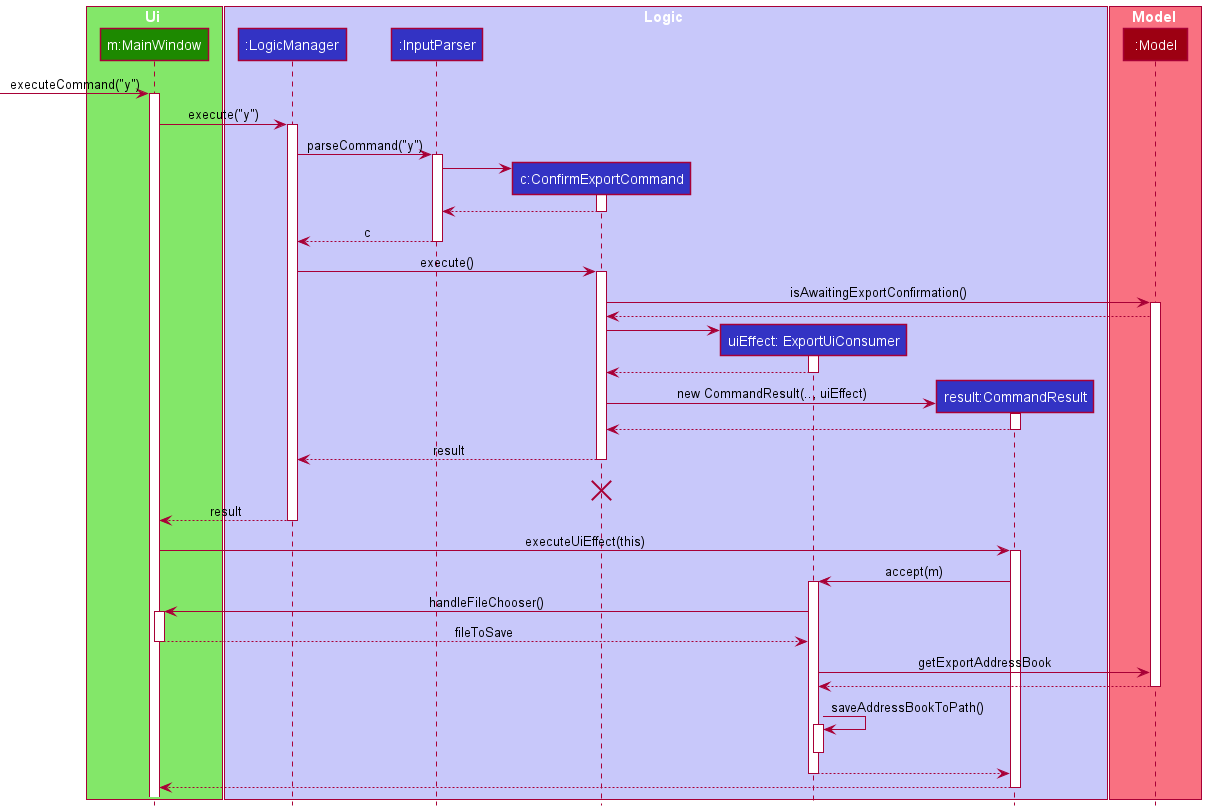 Ui
Logic
Model
m:MainWindow
:LogicManager
:InputParser
:Model
executeCommand("y")
execute("y")
parseCommand("y")
c:ConfirmExportCommand
c
execute()
isAwaitingExportConfirmation()
uiEffect: ExportUiConsumer
new CommandResult(.., uiEffect)
result:CommandResult
result
result
executeUiEffect(this)
accept(m)
handleFileChooser()
fileToSave
getExportAddressBook
saveAddressBookToPath()